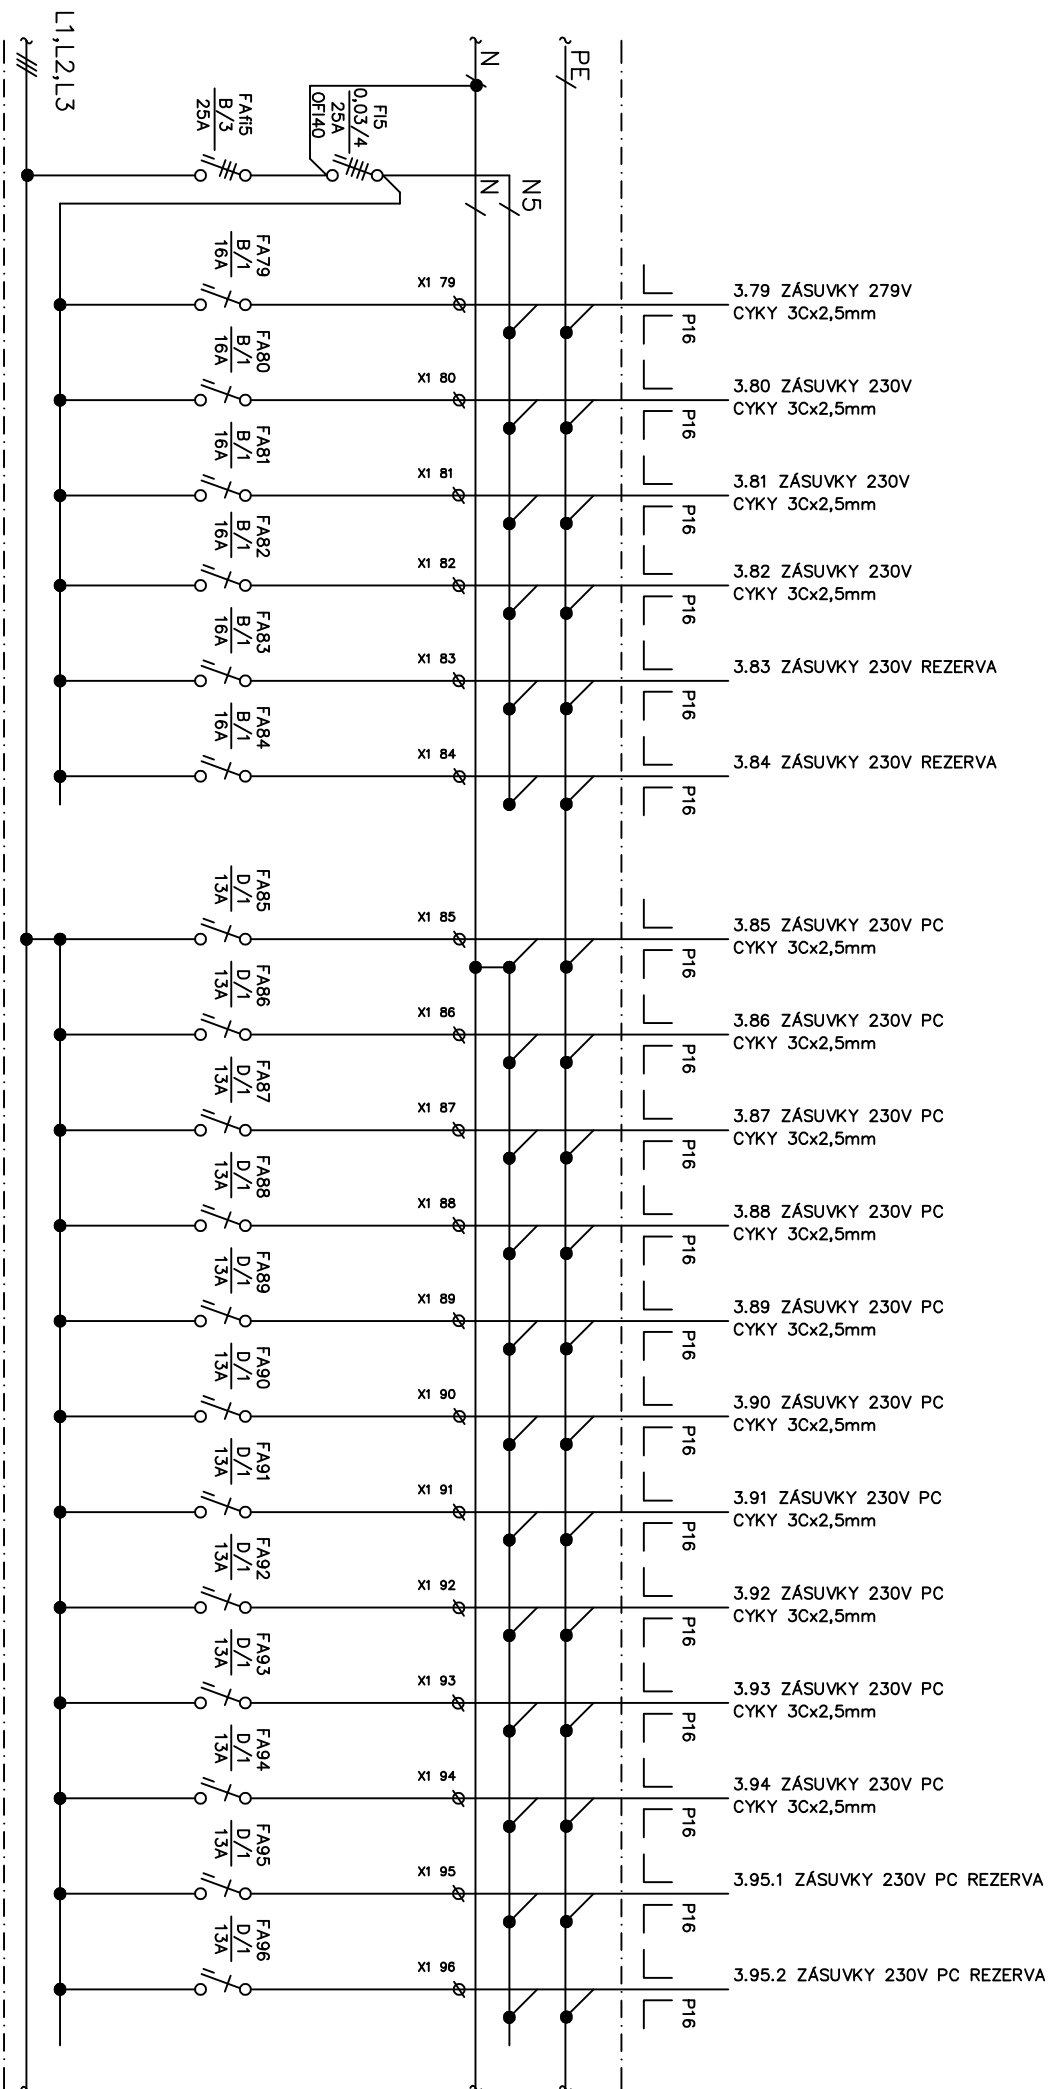 L1,L2,L3
N
PE
FAfi5
B/3
25A
FI5
0,03/4
25A
OFI40
N
N5
FA79
B/1
16A
X1 79
P16
3.79 ZÁSUVKY 279V
CYKY 3Cx2,5mm
FA80
B/1
16A
X1 80
P16
3.80 ZÁSUVKY 230V
CYKY 3Cx2,5mm
FA81
B/1
16A
X1 81
P16
3.81 ZÁSUVKY 230V
CYKY 3Cx2,5mm
FA82
B/1
16A
X1 82
P16
3.82 ZÁSUVKY 230V
CYKY 3Cx2,5mm
FA83
B/1
16A
X1 83
P16
3.83 ZÁSUVKY 230V REZERVA
FA84
B/1
16A
X1 84
P16
3.84 ZÁSUVKY 230V REZERVA
FA85
D/1
13A
X1 85
P16
3.85 ZÁSUVKY 230V PC
CYKY 3Cx2,5mm
FA86
D/1
13A
X1 86
P16
3.86 ZÁSUVKY 230V PC
CYKY 3Cx2,5mm
FA87
D/1
13A
X1 87
P16
3.87 ZÁSUVKY 230V PC
CYKY 3Cx2,5mm
FA88
D/1
13A
X1 88
P16
3.88 ZÁSUVKY 230V PC
CYKY 3Cx2,5mm
FA89
D/1
13A
X1 89
P16
3.89 ZÁSUVKY 230V PC
CYKY 3Cx2,5mm
FA90
D/1
13A
X1 90
P16
3.90 ZÁSUVKY 230V PC
CYKY 3Cx2,5mm
FA91
D/1
13A
X1 91
P16
3.91 ZÁSUVKY 230V PC
CYKY 3Cx2,5mm
FA92
D/1
13A
X1 92
P16
3.92 ZÁSUVKY 230V PC
CYKY 3Cx2,5mm
FA93
D/1
13A
X1 93
P16
3.93 ZÁSUVKY 230V PC
CYKY 3Cx2,5mm
FA94
D/1
13A
X1 94
P16
3.94 ZÁSUVKY 230V PC
CYKY 3Cx2,5mm
FA95
D/1
13A
X1 95
P16
3.95.1 ZÁSUVKY 230V PC REZERVA
FA96
D/1
13A
X1 96
P16
3.95.2 ZÁSUVKY 230V PC REZERVA